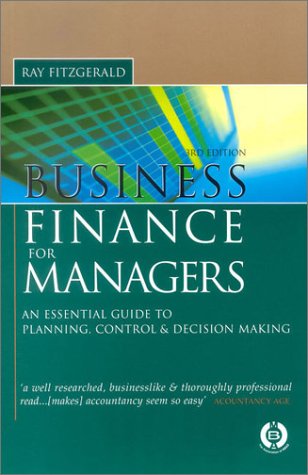 RAY FITZGERALD
3RD EDITION
BUSINESS
FINANCE
FOR
MANAGERS
AN ESSENTIAL GUIDE TO
PLANNING, CONTROL & DECISION MAKING
'a well researched, businesslike & thoroughly professional
read...[makes] accountancy seem so easy' ACOUNTANCY AGE
M B A